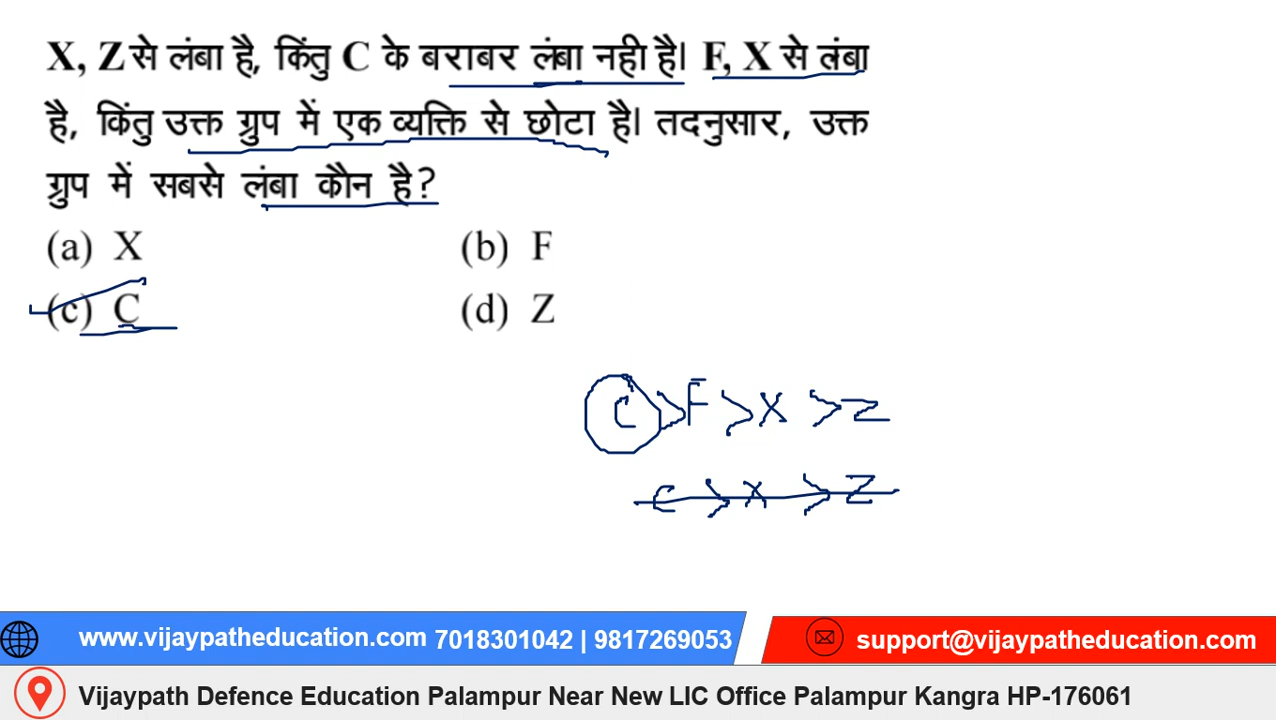 X, Z से लंबा है, किंतु C के बराबर लंबा नही है। F, X से लंबा
है, किंतु उक्त ग्रुप में एक व्यक्ति से छोटा है। तदनुसार, उक्त
ग्रुप में सबसे लंबा कौन है?
(a) X (b) F
(c) C (d) Z
C > F > X > Z
C > X > Z
www.vijaypatheducation.com 7018301042 | 9817269053 support@vijaypatheducation.com
Vijaypath Defence Education Palampur Near New LIC Office Palampur Kangra HP-176061